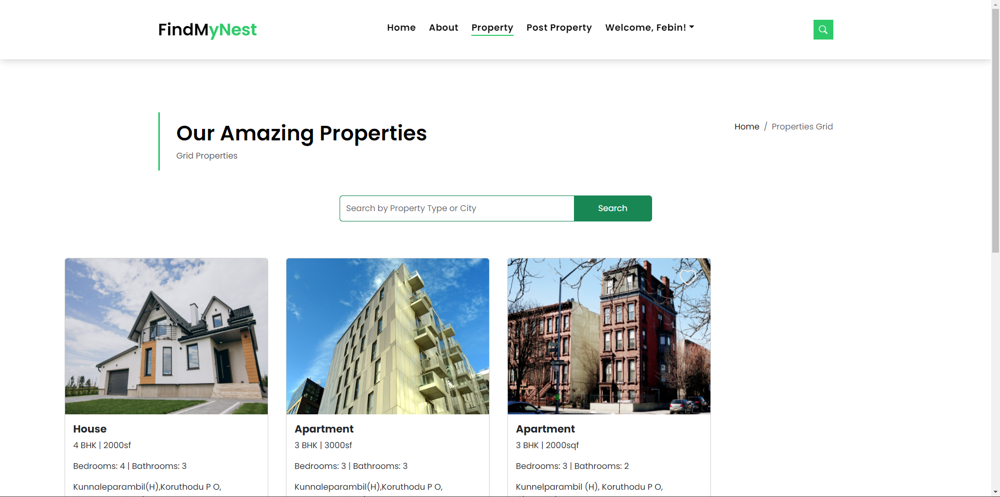 FindMyNest
Home About Property Post Property Welcome, Febin!
Our Amazing Properties
Grid Properties
Home / Properties Grid
Search by Property Type or City
Search
House
4 BHK | 2000sf
Bedrooms: 4 | Bathrooms: 3
Kunnaleparambil(H),Koruthodu P O,
Apartment
3 BHK | 3000sf
Bedrooms: 3 | Bathrooms: 3
Kunnaleparambil(H),Koruthodu P O,
Apartment
3 BHK | 2000sqf
Bedrooms: 3 | Bathrooms: 2
Kunnelparambil (H), Koruthodu P O,